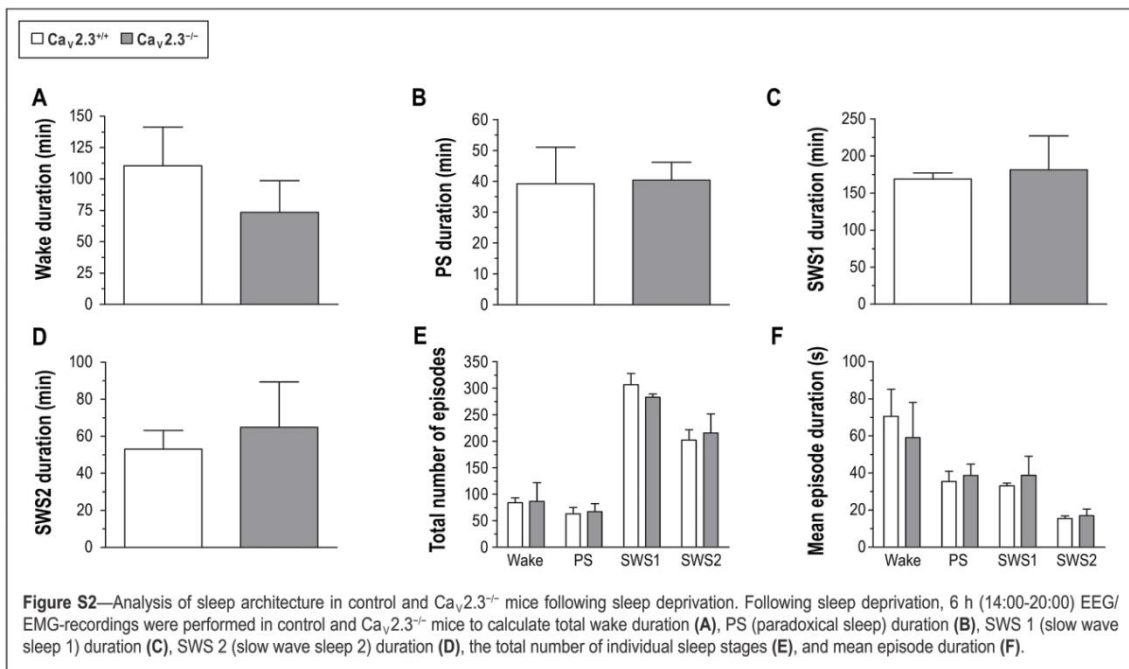 Caᵥ2.3⁺/⁺ Caᵥ2.3⁻/⁻
A
Wake duration (min)
150
125
100
75
50
25
0
B
PS duration (min)
60
50
40
30
20
10
0
C
SWS1 duration (min)
250
200
150
100
50
0
D
SWS2 duration (min)
100
80
60
40
20
0
E
Total number of episodes
350
300
250
200
150
100
50
0
Wake PS SWS1 SWS2
F
Mean episode duration (s)
100
80
60
40
20
0
Wake PS SWS1 SWS2
Figure S2—Analysis of sleep architecture in control and Caᵥ2.3⁻/⁻ mice following sleep deprivation. Following sleep deprivation, 6 h (14:00-20:00) EEG/
EMG-recordings were performed in control and Caᵥ2.3⁻/⁻ mice to calculate total wake duration (A), PS (paradoxical sleep) duration (B), SWS 1 (slow wave
sleep 1) duration (C), SWS 2 (slow wave sleep 2) duration (D), the total number of individual sleep stages (E), and mean episode duration (F).